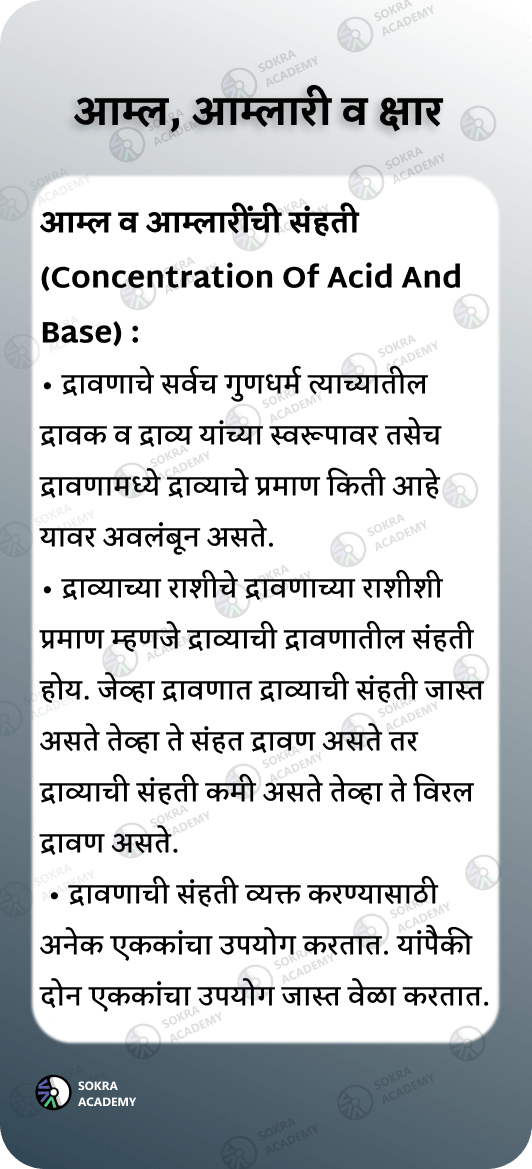 आम्ल, आम्लारी व क्षार
आम्ल व आम्लारींची संहती
(Concentration Of Acid And
Base) :
• द्रावणाचे सर्वच गुणधर्म त्याच्यातील
द्रावक व द्राव्य यांच्या स्वरूपावर तसेच
द्रावणामध्ये द्राव्याचे प्रमाण किती आहे
यावर अवलंबून असते.
• द्राव्याच्या राशीचे द्रावणाच्या राशीशी
प्रमाण म्हणजे द्राव्याची द्रावणातील संहती
होय. जेव्हा द्रावणात द्राव्याची संहती जास्त
असते तेव्हा ते संहत द्रावण असते तर
द्राव्याची संहती कमी असते तेव्हा ते विरल
द्रावण असते.
• द्रावणाची संहती व्यक्त करण्यासाठी
अनेक एककांचा उपयोग करतात. यांपैकी
दोन एककांचा उपयोग जास्त वेळा करतात.
SOKRA
ACADEMY